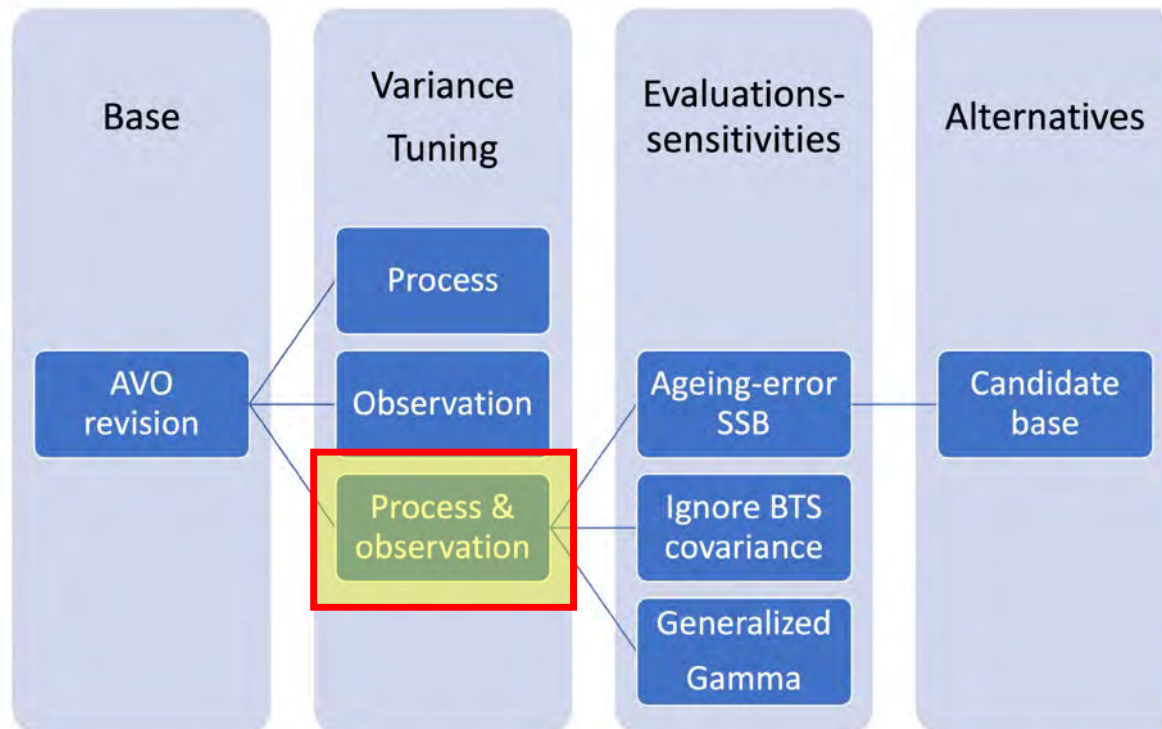 Base
Variance
Tuning
Evaluations-
sensitivities
Alternatives
Process
AVO
revision
Observation
Ageing-error
SSB
Candidate
base
Process &
observation
Ignore BTS
covariance
Generalized
Gamma